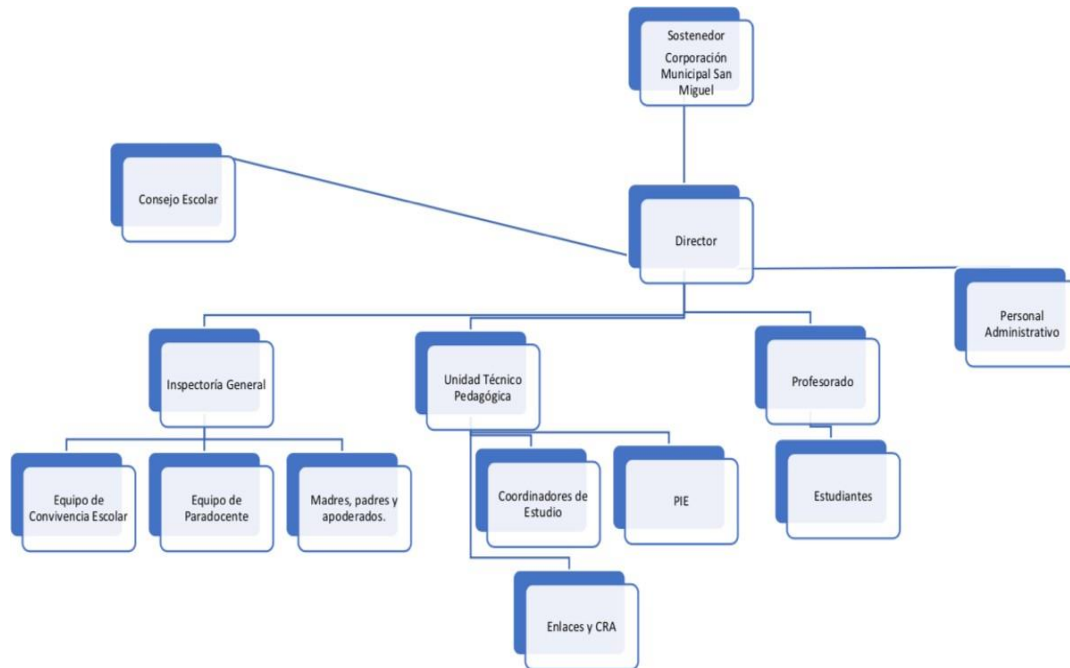 Sostenedor
Corporación
Municipal San
Miguel
Consejo Escolar
Director
Personal
Administrativo
Inspectoría General
Unidad Técnico
Pedagógica
Profesorado
Equipo de
Convivencia Escolar
Equipo de
Paradocente
Madres, padres y
apoderados.
Coordinadores de
Estudio
PIE
Estudiantes
Enlaces y CRA